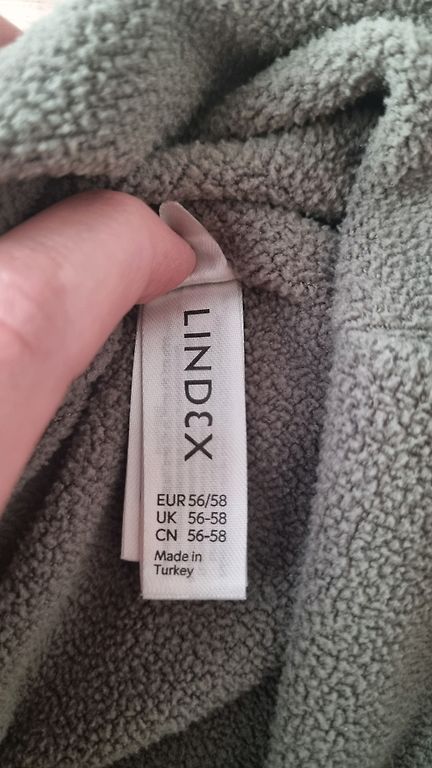 LINDEX
EUR 56/58
UK 56-58
CN 56-58
Made in
Turkey